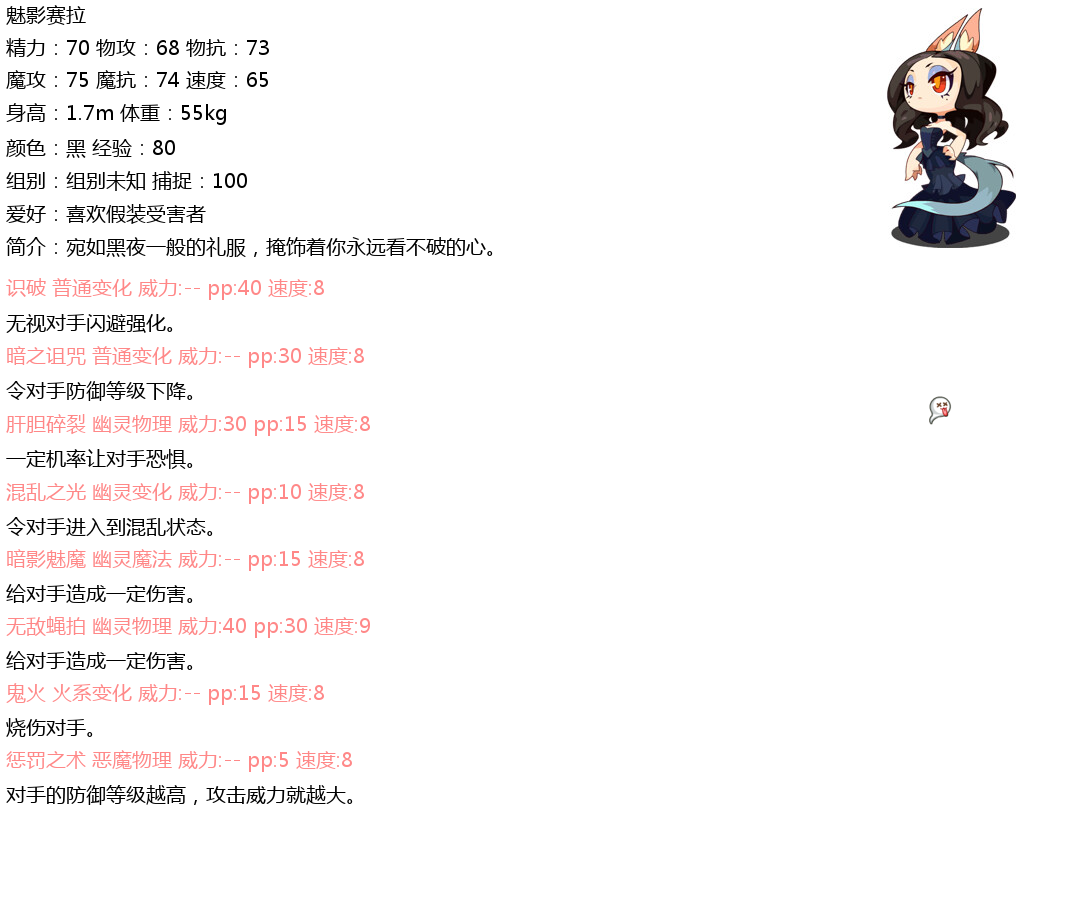 魅影赛拉
精力：70 物攻：68 物抗：73
魔攻：75 魔抗：74 速度：65
身高：1.7m 体重：55kg
颜色：黑 经验：80
组别：组别未知 捕捉：100
爱好：喜欢假装受害者
简介：宛如黑夜一般的礼服，掩饰着你永远看不破的心。
识破 普通变化 威力:-- pp:40 速度:8
无视对手闪避强化。
暗之诅咒 普通变化 威力:-- pp:30 速度:8
令对手防御等级下降。
肝胆碎裂 幽灵物理 威力:30 pp:15 速度:8
一定机率让对手恐惧。
混乱之光 幽灵变化 威力:-- pp:10 速度:8
令对手进入到混乱状态。
暗影魅魔 幽灵魔法 威力:-- pp:15 速度:8
给对手造成一定伤害。
无敌蝇拍 幽灵物理 威力:40 pp:30 速度:9
给对手造成一定伤害。
鬼火 火系变化 威力:-- pp:15 速度:8
烧伤对手。
惩罚之术 恶魔物理 威力:-- pp:5 速度:8
对手的防御等级越高，攻击威力就越大。